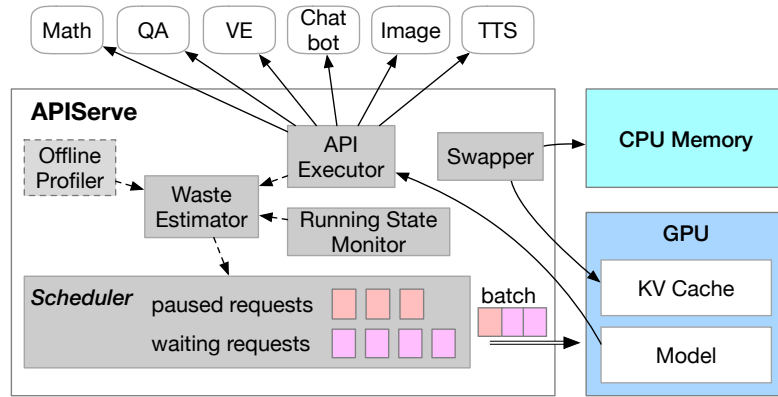 Math
QA
VE
Chat
bot
Image
TTS
APIServe
API
Executor
Swapper
CPU Memory
Offline
Profiler
Waste
Estimator
Running State
Monitor
GPU
KV Cache
Model
Scheduler
paused requests
waiting requests
batch